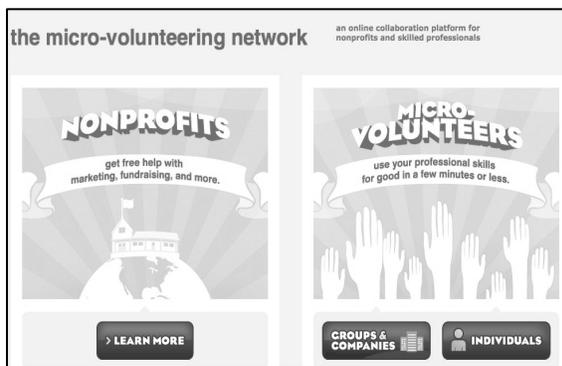 the micro-volunteering network
an online collaboration platform for
nonprofits and skilled professionals
NONPROFITS
get free help with
marketing, fundraising, and more.
> LEARN MORE
MICRO-
VOLUNTEERS
use your professional skills
for good in a few minutes or less.
GROUPS &
COMPANIES
INDIVIDUALS